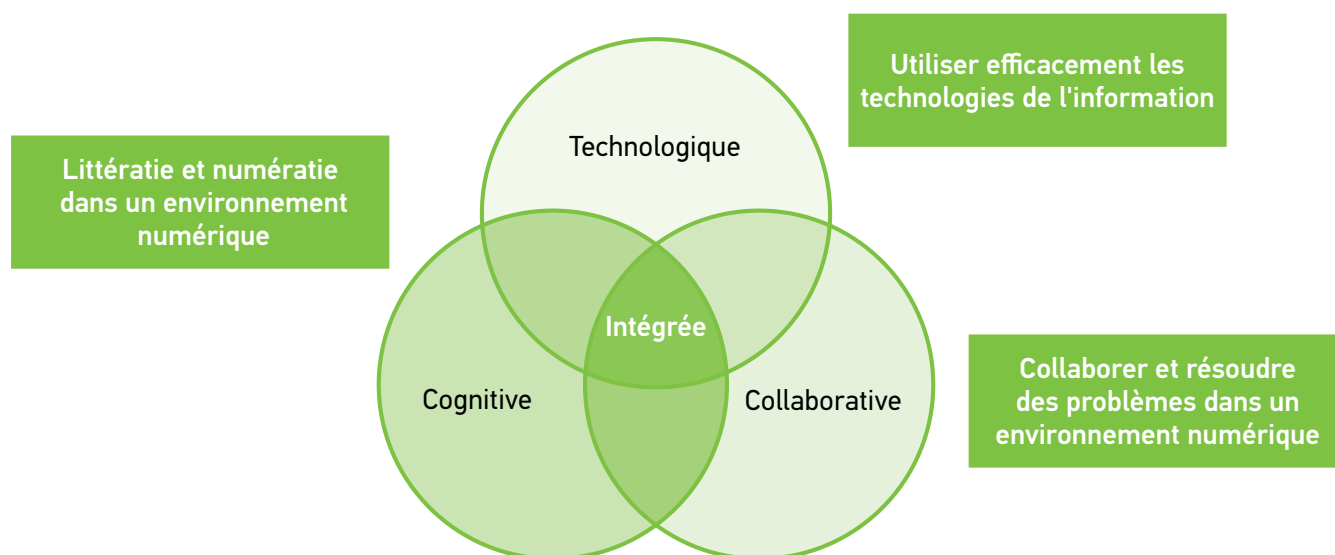 Utiliser efficacement les
technologies de l'information
Technologique
Littératie et numératie
dans un environnement
numérique
Intégrée
Cognitive
Collaborative
Collaborer et résoudre
des problèmes dans un
environnement numérique